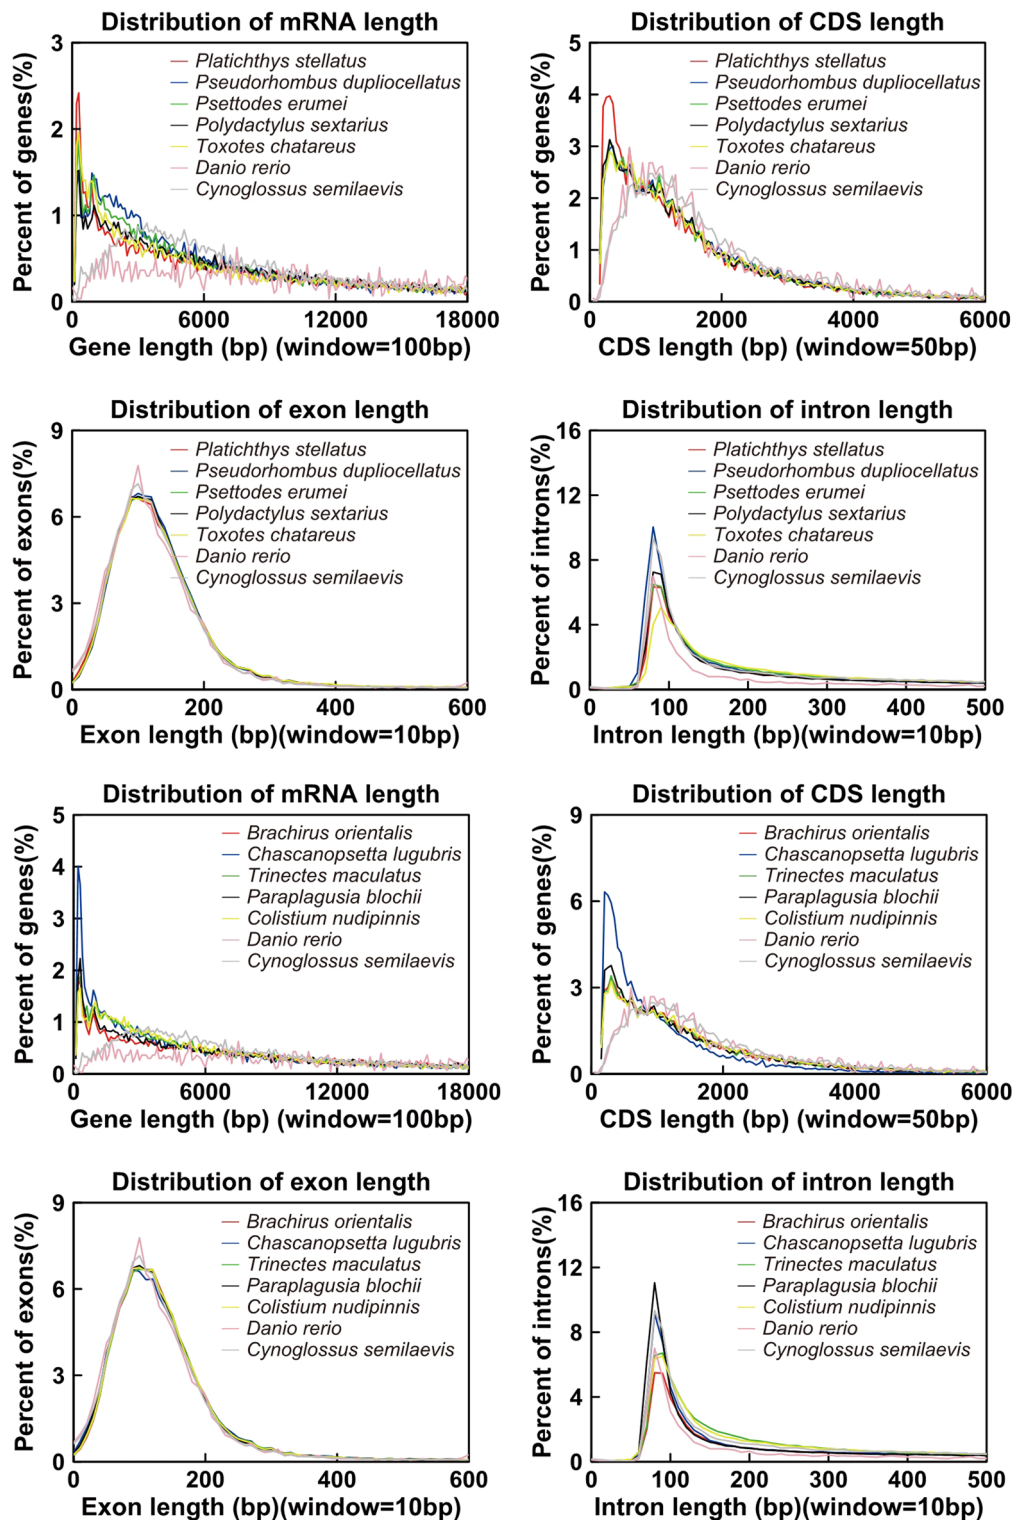 Distribution of mRNA length
Percent of genes(%)
3
2
1
0
Platichthys stellatus
Pseudorhombus dupliocellatus
Psettodes erumei
Polydactylus sextarius
Toxotes chatareus
Danio rerio
Cynoglossus semilaevis
0 6000 12000 18000
Gene length (bp) (window=100bp)
Distribution of CDS length
Percent of genes(%)
5
4
3
2
1
0
Platichthys stellatus
Pseudorhombus dupliocellatus
Psettodes erumei
Polydactylus sextarius
Toxotes chatareus
Danio rerio
Cynoglossus semilaevis
0 2000 4000 6000
CDS length (bp) (window=50bp)
Distribution of exon length
Percent of exons(%)
9
6
3
0
Platichthys stellatus
Pseudorhombus dupliocellatus
Psettodes erumei
Polydactylus sextarius
Toxotes chatareus
Danio rerio
Cynoglossus semilaevis
0 200 400 600
Exon length (bp)(window=10bp)
Distribution of intron length
Percent of introns(%)
16
12
8
4
0
Platichthys stellatus
Pseudorhombus dupliocellatus
Psettodes erumei
Polydactylus sextarius
Toxotes chatareus
Danio rerio
Cynoglossus semilaevis
0 100 200 300 400 500
Intron length (bp)(window=10bp)
Distribution of mRNA length
Percent of genes(%)
5
4
3
2
1
0
Brachirus orientalis
Chascanopsetta lugubris
Trinectes maculatus
Paraplagusia blochii
Colistium nudipinnis
Danio rerio
Cynoglossus semilaevis
0 6000 12000 18000
Gene length (bp) (window=100bp)
Distribution of CDS length
Percent of genes(%)
9
6
3
0
Brachirus orientalis
Chascanopsetta lugubris
Trinectes maculatus
Paraplagusia blochii
Colistium nudipinnis
Danio rerio
Cynoglossus semilaevis
0 2000 4000 6000
CDS length (bp) (window=50bp)
Distribution of exon length
Percent of exons(%)
9
6
3
0
Brachirus orientalis
Chascanopsetta lugubris
Trinectes maculatus
Paraplagusia blochii
Colistium nudipinnis
Danio rerio
Cynoglossus semilaevis
0 200 400 600
Exon length (bp)(window=10bp)
Distribution of intron length
Percent of introns(%)
16
12
8
4
0
Brachirus orientalis
Chascanopsetta lugubris
Trinectes maculatus
Paraplagusia blochii
Colistium nudipinnis
Danio rerio
Cynoglossus semilaevis
0 100 200 300 400 500
Intron length (bp)(window=10bp)